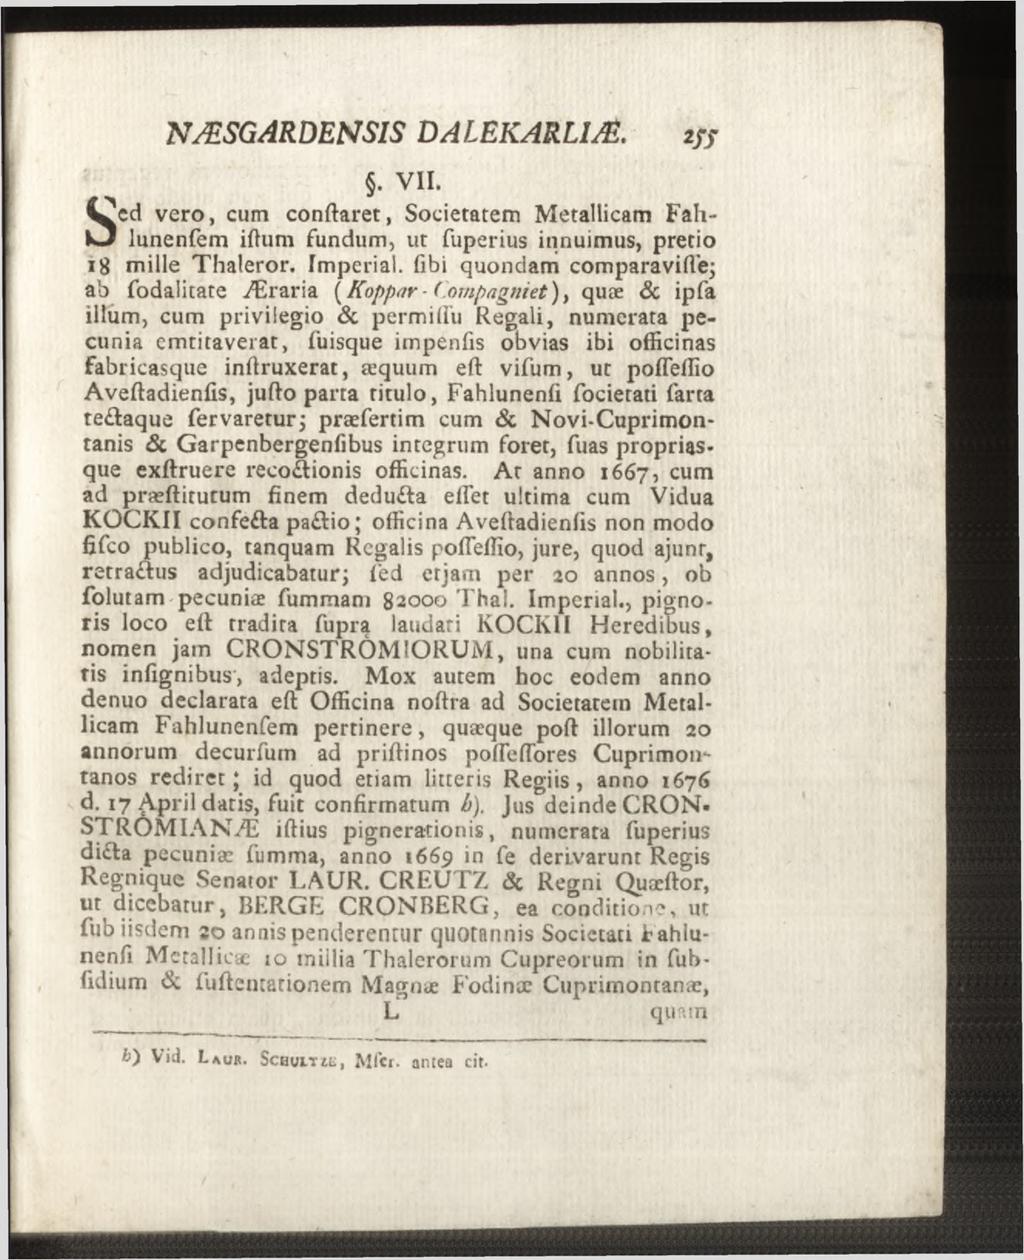 NÆSGARDENSIS DALEKARLIÆ. 255
§. VII.
Sed vero, cum conſtaret, Societatem Metallicam Fah-
lunenſem iſtum fundum, ut ſuperius innuimus, pretio
18 mille Thaleror. Imperial. ſibi quondam comparaviſſe;
ab ſodalitate Æraria (Koppar-Compagniet), quæ & ipſa
illum, cum privilegio & permiſſu Regali, numerata pe-
cunia emtitaverat, ſuisque impenſis obvias ibi officinas
fabricasque inſtruxerat, æquum eſt viſum, ut poſſeſſio
Aveſtadienſis, juſto parta titulo, Fahlunenſi ſocietati ſarta
tectaque ſervaretur; præſertim cum & Novi-Cuprimon-
tanis & Garpenbergenſibus integrum foret, ſuas proprias-
que exſtruere recoctionis officinas. At anno 1667, cum
ad præſtitutum finem deducta eſſet ultima cum Vidua
KOCKII confecta pactio; officina Aveſtadienſis non modo
fiſco publico, tanquam Regalis poſſeſſio, jure, quod ajunt,
retractus adjudicabatur; ſed etjam per 20 annos, ob
ſolutam pecuniæ ſummam 82000 Thal. Imperial., pigno-
ris loco eſt tradita ſupra laudati KOCKII Heredibus,
nomen jam CRONSTRÖMIORUM, una cum nobilita-
tis inſignibus, adeptis. Mox autem hoc eodem anno
denuo declarata eſt Officina noſtra ad Societatem Metal-
licam Fahlunenſem pertinere, quæque poſt illorum 20
annorum decurſum ad priſtinos poſſeſſores Cuprimon-
tanos rediret; id quod etiam litteris Regiis, anno 1676
d. 17 April datis, fuit confirmatum b). Jus deinde CRON-
STRÖMIANÆ iſtius pignerationis, numerata ſuperius
dicta pecuniæ ſumma, anno 1669 in ſe derivarunt Regis
Regnique Senator LAUR. CREUTZ & Regni Quæſtor,
ut dicebatur, BERGE CRONBERG, ea conditione, ut
ſub iisdem 20 annis penderentur quotannis Societati Fahlu-
nenſi Metallicæ 10 millia Thalerorum Cupreorum in ſub-
ſidium & ſuſtentationem Magnæ Fodinæ Cuprimontanæ,
L quam
b) Vid. LAUR. SCHULTZE, Mſcr. antea cit.